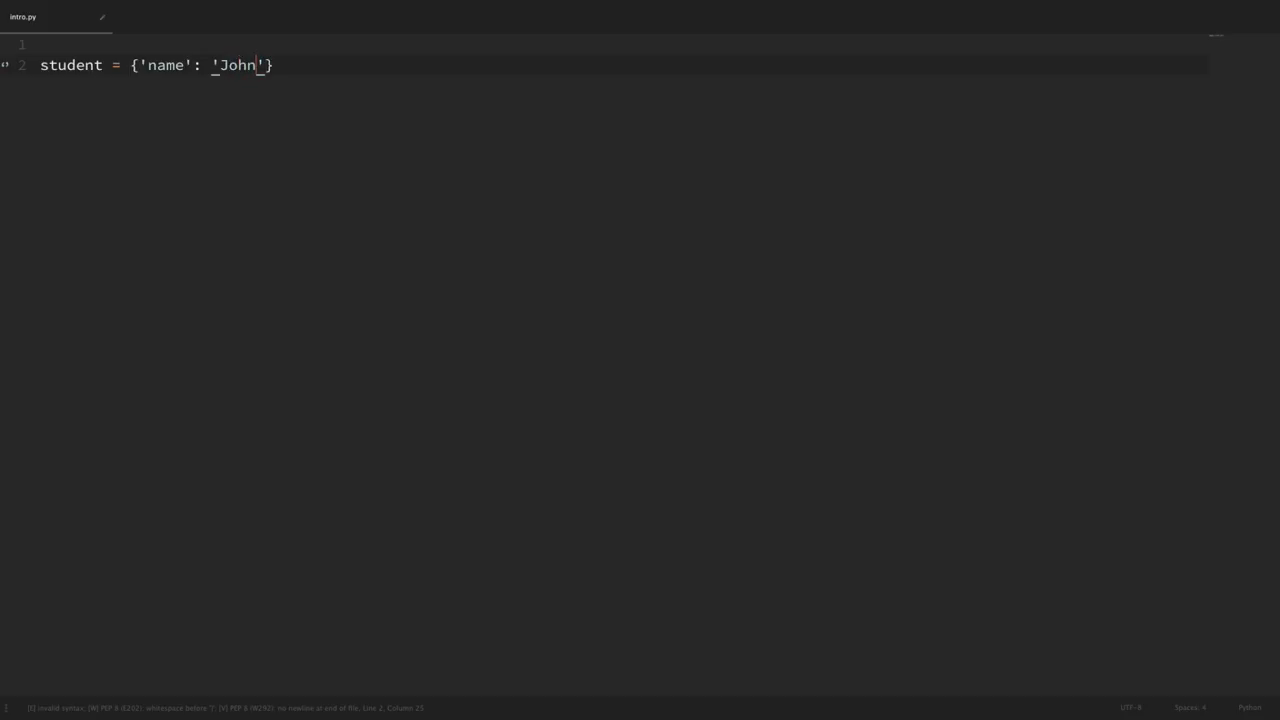 intro.py
1
2 student = {'name': 'John'}
[E] invalid syntax; [W] PEP 8 (E202): whitespace before '}'; [V] PEP 8 (W292): no newline at end of file, Line 2, Column 25
UTF-8 Spaces: 4 Python